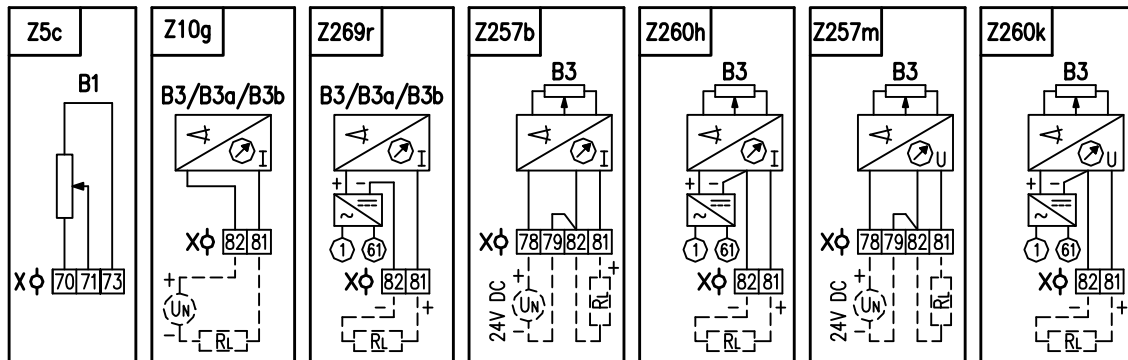 Z5c
B1
X 70 71 73
Z10g
B3/B3a/B3b
I
X 82 81
+
UN
-
RL
Z269r
B3/B3a/B3b
I
+ -
~
1 61
X 82 81
- +
RL
Z257b
B3
I
X 78 79 82 81
+ +
24V DC UN RL
-
Z260h
B3
I
+ -
~
1 61
X 82 81
- +
RL
Z257m
B3
U
X 78 79 82 81
+
24V DC UN RL
-
Z260k
B3
U
+ -
~
1 61
X 82 81
- +
RL